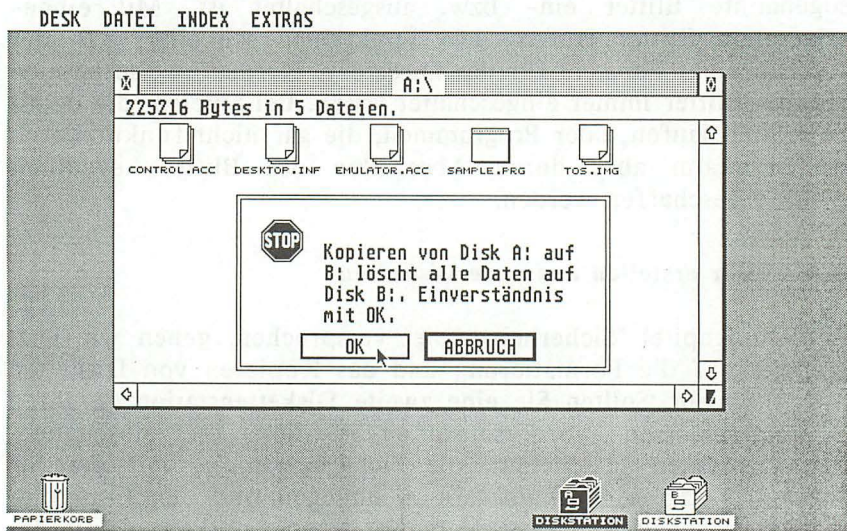 DESK DATEI INDEX EXTRAS
A:\
225216 Bytes in 5 Dateien.
CONTROL.ACC DESKTOP.INF EMULATOR.ACC SAMPLE.PRG TOS.IMG
STOP
Kopieren von Disk A: auf
B: löscht alle Daten auf
Disk B:. Einverständnis
mit OK.
OK ABBRUCH
A B
PAPIERKORB DISKSTATION DISKSTATION